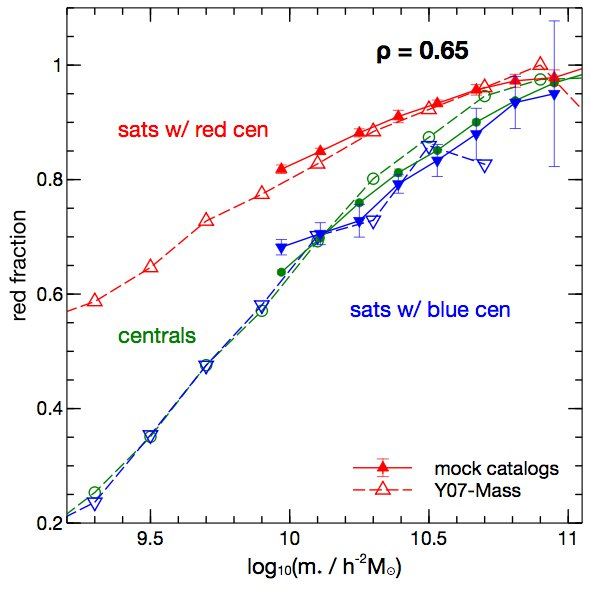 ρ = 0.65
1
sats w/ red cen
0.8
red fraction
0.6
sats w/ blue cen
centrals
0.4
mock catalogs
Y07-Mass
0.2
9.5 10 10.5 11
log₁₀(m* / h⁻²M☉)